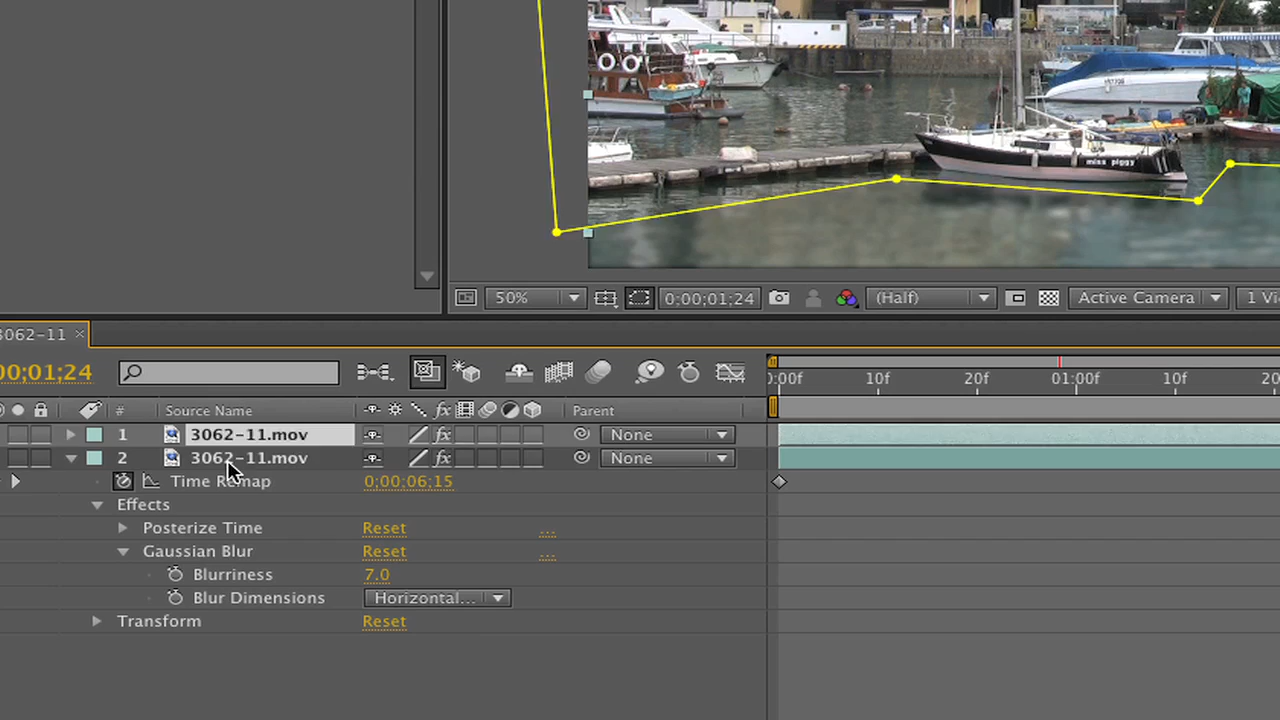 miss piggy
50%
0;00;01;24
(Half)
Active Camera
1 Vi
3062-11
00;01;24
0:00f
10f
20f
01:00f
10f
20
#
Source Name
fx
Parent
1
3062-11.mov
fx
None
2
3062-11.mov
fx
None
Time Remap
0;00;06;15
Effects
Posterize Time
Reset
...
Gaussian Blur
Reset
...
Blurriness
7.0
Blur Dimensions
Horizontal...
Transform
Reset